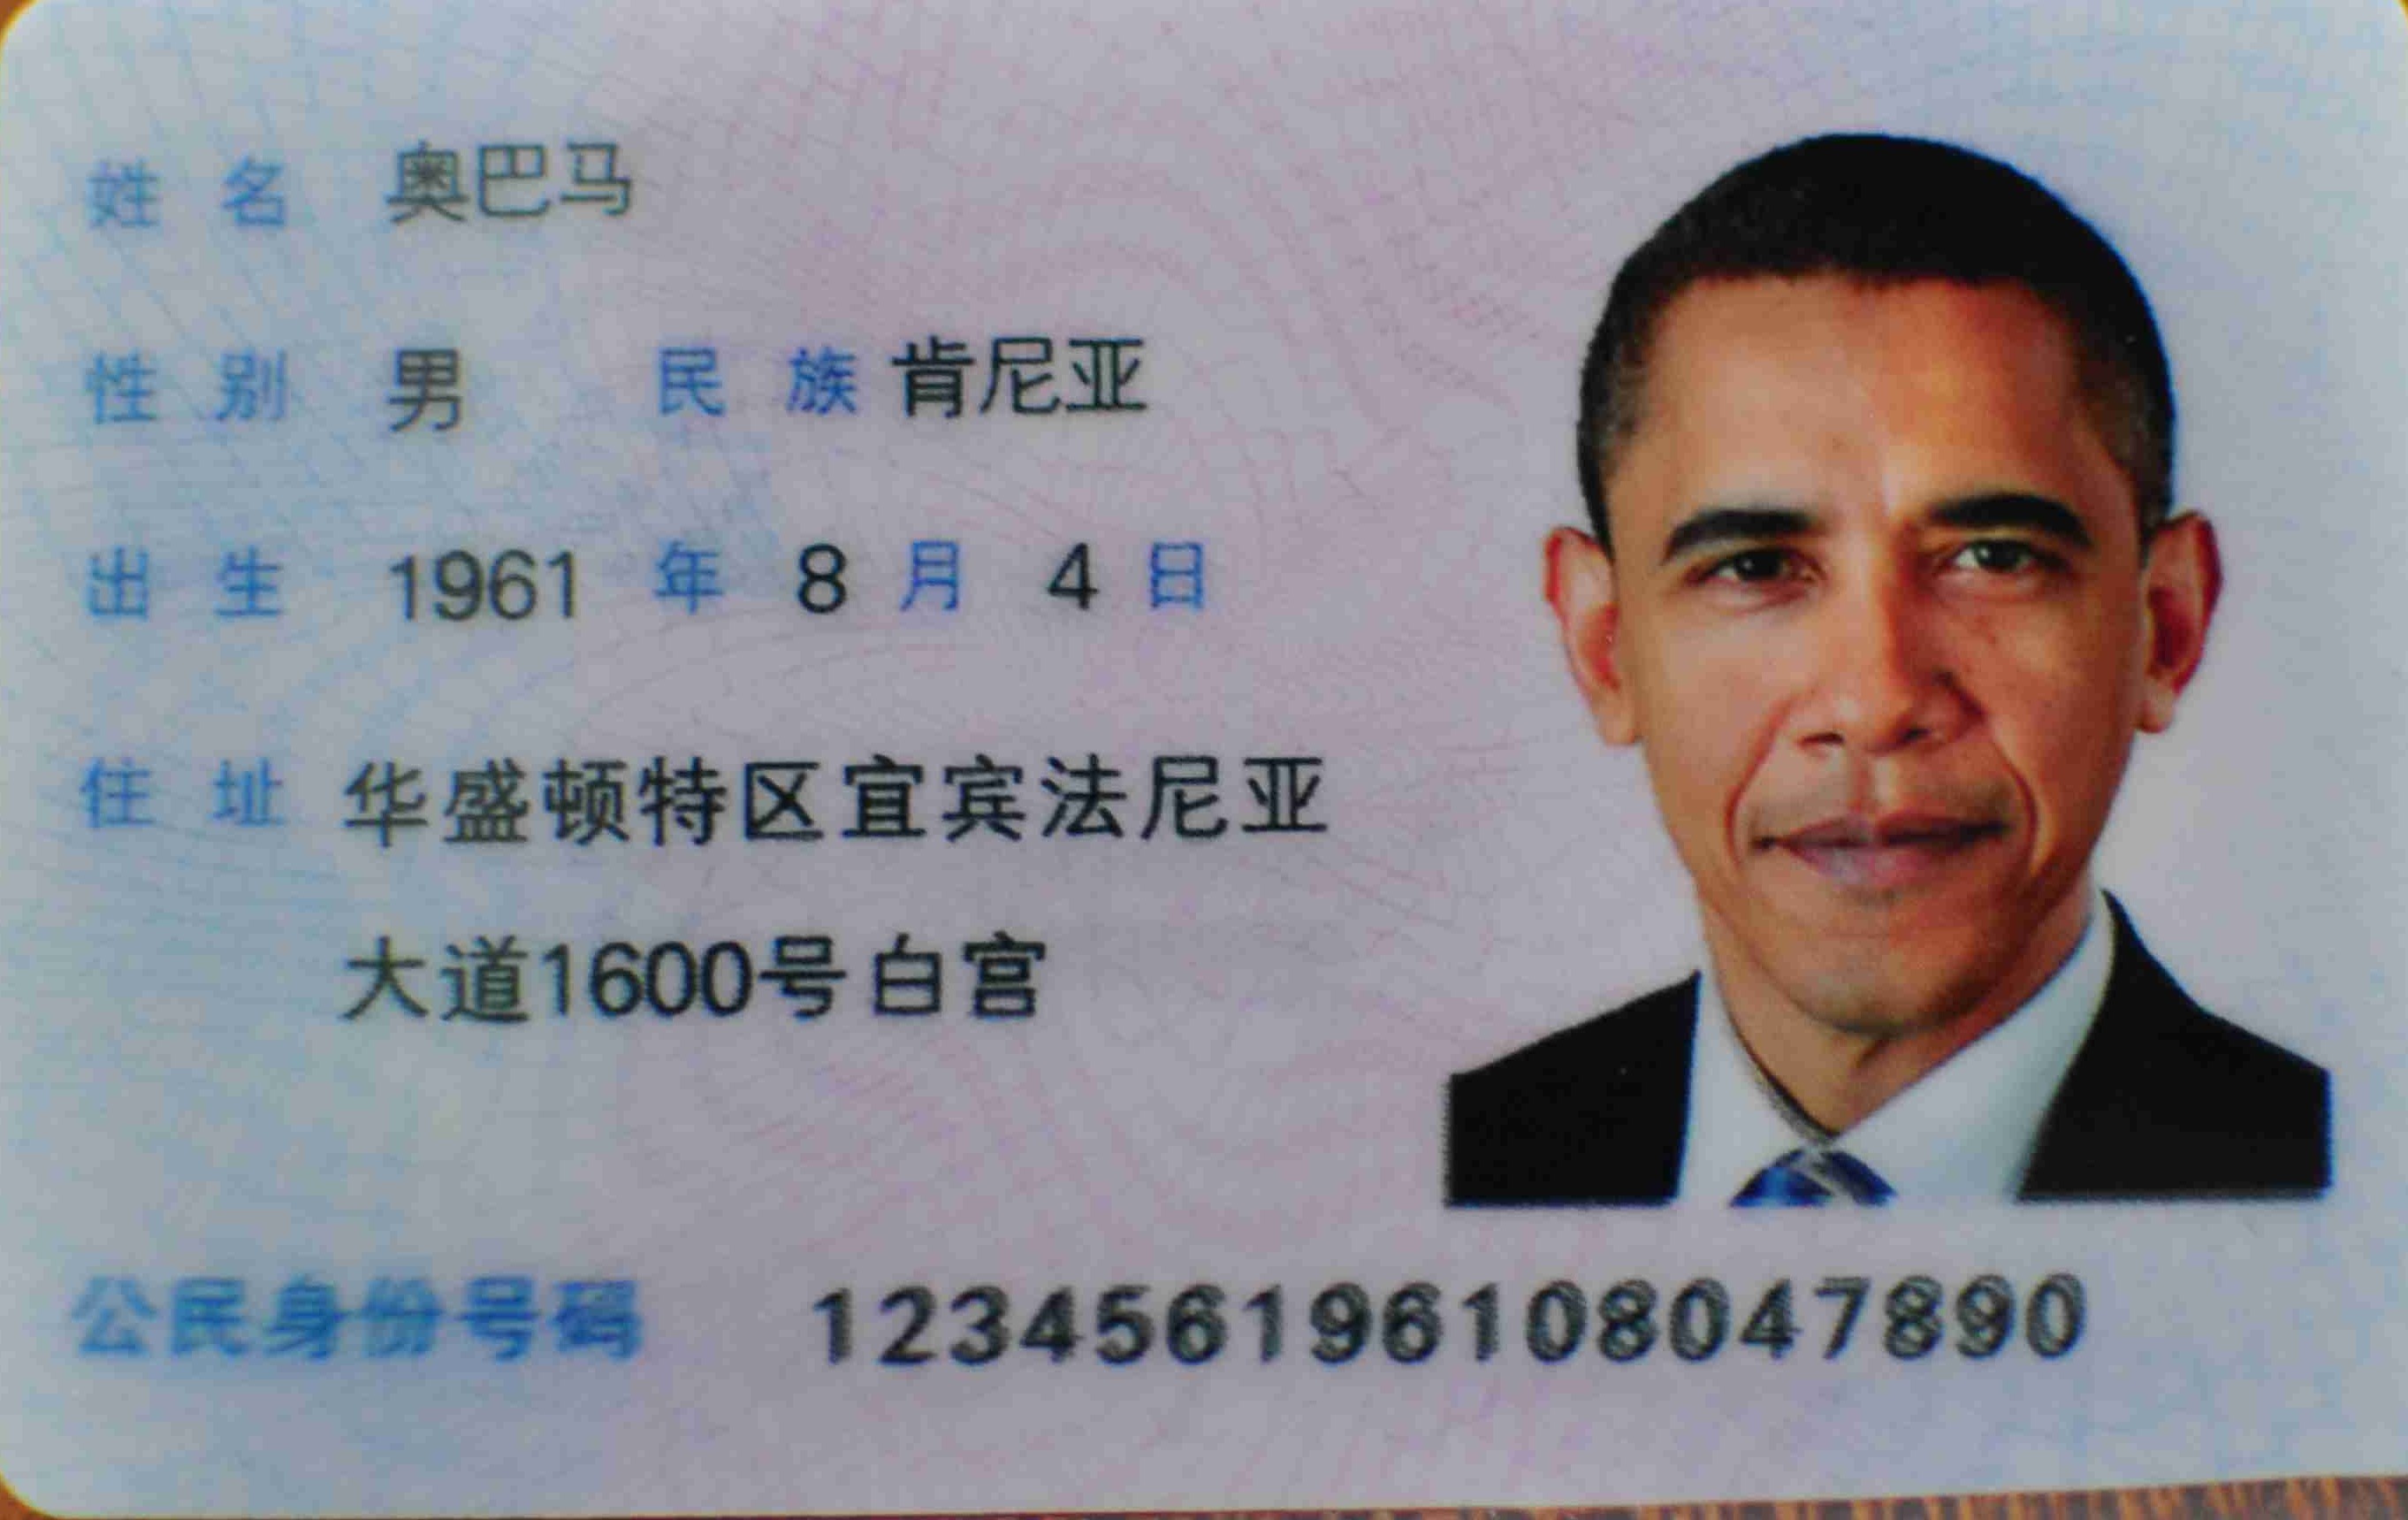 姓名 奥巴马
性别 男 民族 肯尼亚
出生 1961 年 8 月 4 日
住址 华盛顿特区宜宾法尼亚
大道1600号白宫
公民身份号码 123456196108047890